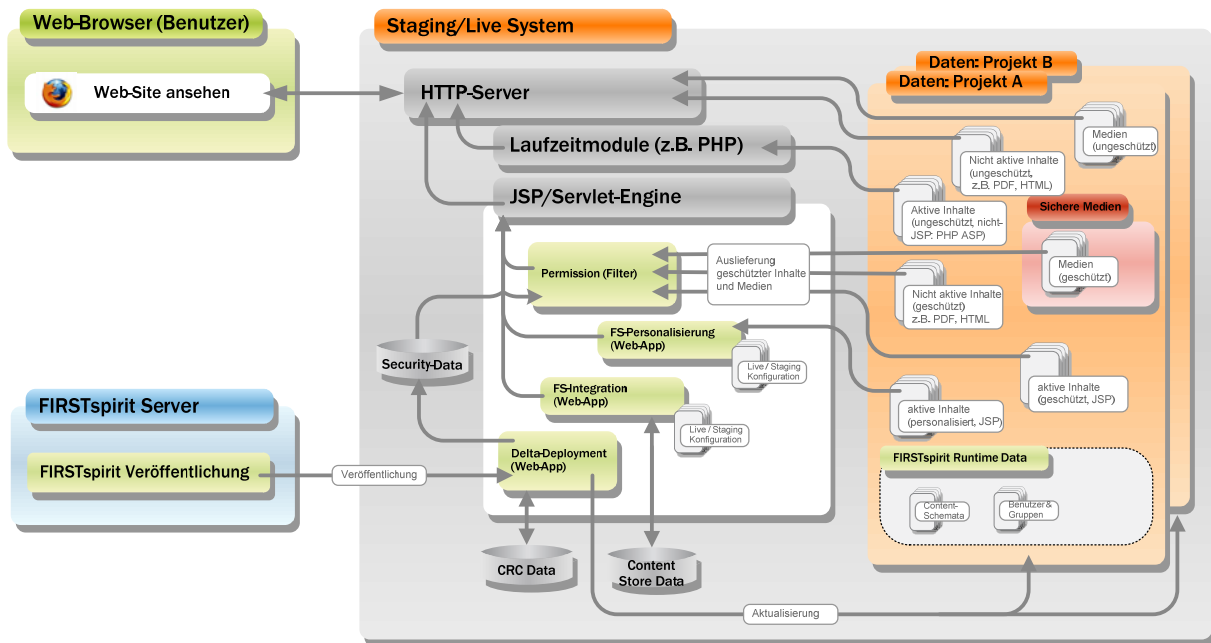 Web-Browser (Benutzer)
Web-Site ansehen
Staging/Live System
HTTP-Server
Laufzeitmodule (z.B. PHP)
JSP/Servlet-Engine
Permission (Filter)
Auslieferung
geschützter Inhalte
und Medien
FS-Personalisierung
(Web-App)
Live / Staging
Konfiguration
FS-Integration
(Web-App)
Live / Staging
Konfiguration
Delta-Deployment
(Web-App)
Security-Data
CRC Data
Content
Store Data
FIRSTspirit Server
FIRSTspirit Veröffentlichung
Veröffentlichung
Aktualisierung
Daten: Projekt B
Daten: Projekt A
Medien
(ungeschützt)
Nicht aktive Inhalte
(ungeschützt,
z.B. PDF, HTML)
Aktive Inhalte
(ungeschützt, nicht-
JSP: PHP ASP)
Sichere Medien
Medien
(geschützt)
Nicht aktive Inhalte
(geschützt)
z.B. PDF, HTML
aktive Inhalte
(geschützt, JSP)
aktive Inhalte
(personalisiert, JSP)
FIRSTspirit Runtime Data
Content-
Schemata
Benutzer &
Gruppen